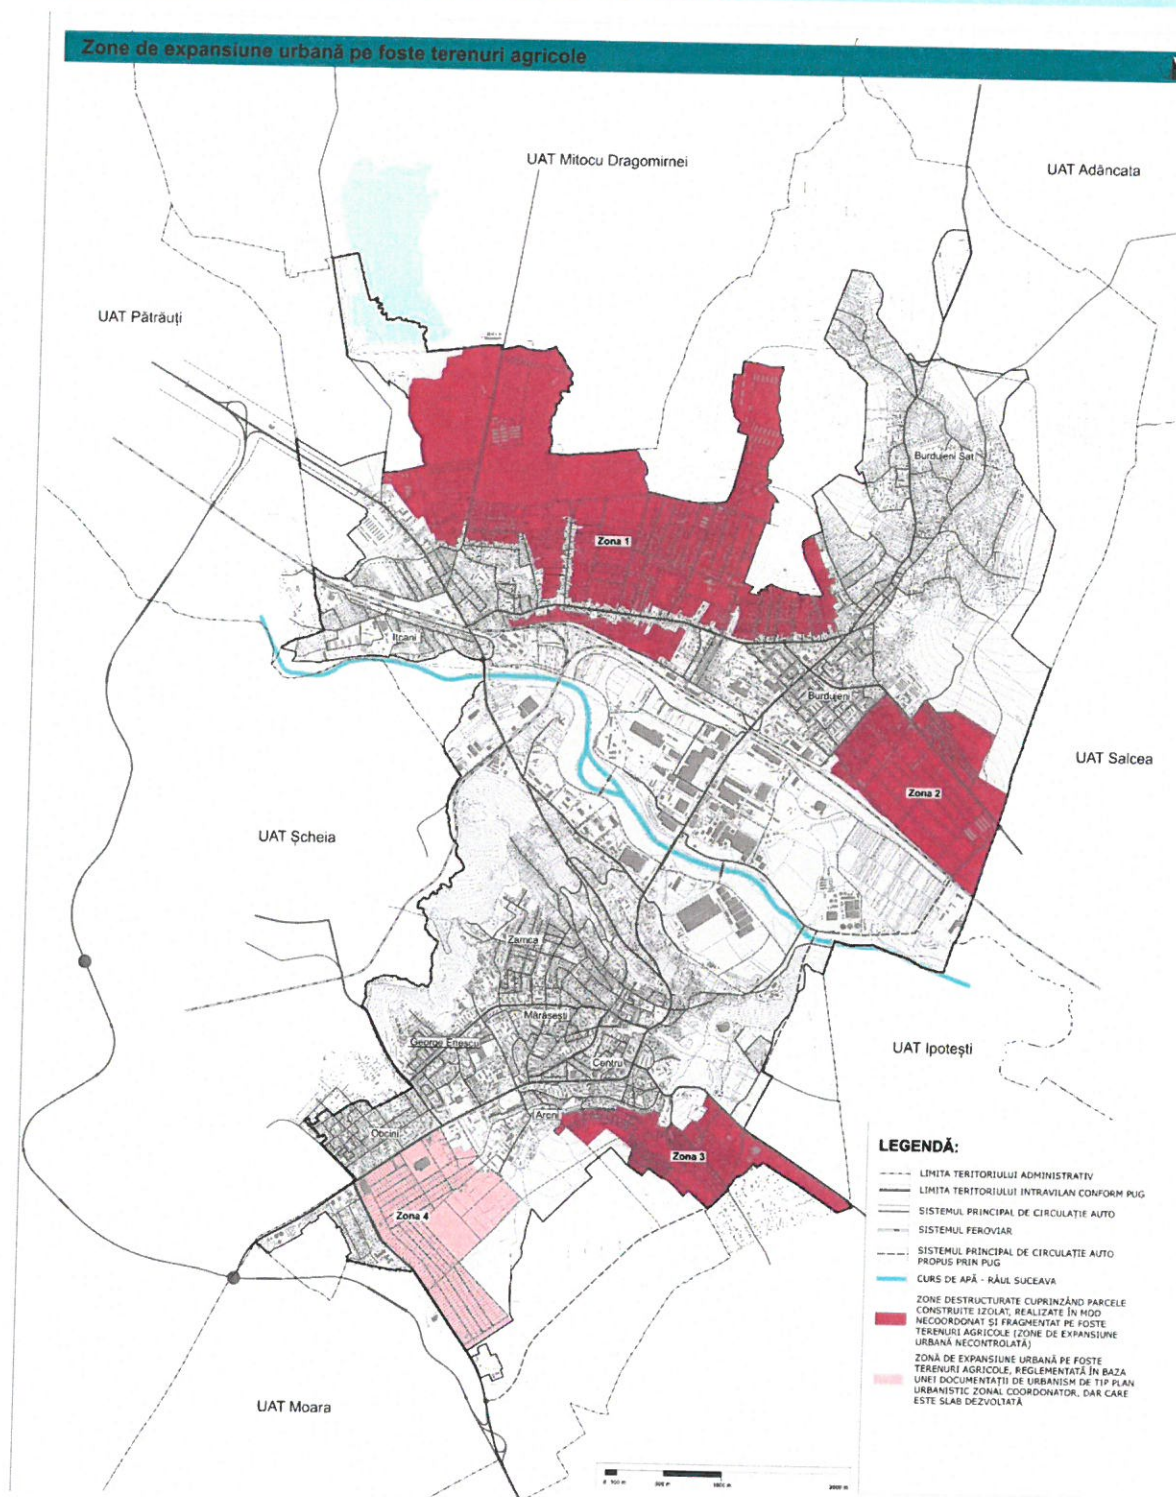 Zone de expansiune urbană pe foste terenuri agricole
UAT Mitocu Dragomirnei
UAT Adâncata
UAT Pătrăuți
Burdujeni Sat
Zona 1
Ițcani
Burdujeni
UAT Salcea
Zona 2
UAT Șcheia
Zamca
Mărășești
George Enescu
UAT Ipotești
Centru
Areni
Obcini
Zona 3
Zona 4
UAT Moara
LEGENDĂ:
LIMITA TERITORIULUI ADMINISTRATIV
LIMITA TERITORIULUI INTRAVILAN CONFORM PUG
SISTEMUL PRINCIPAL DE CIRCULAȚIE AUTO
SISTEMUL FEROVIAR
SISTEMUL PRINCIPAL DE CIRCULAȚIE AUTO
PROPUS PRIN PUG
CURS DE APĂ - RÂUL SUCEAVA
ZONE DESTRUCTURATE CUPRINZÂND PARCELE
CONSTRUITE IZOLAT, REALIZATE ÎN MOD
NECOORDONAT ȘI FRAGMENTAT PE FOSTE
TERENURI AGRICOLE (ZONE DE EXPANSIUNE
URBANĂ NECONTROLATĂ)
ZONĂ DE EXPANSIUNE URBANĂ PE FOSTE
TERENURI AGRICOLE, REGLEMENTATĂ ÎN BAZA
UNEI DOCUMENTAȚII DE URBANISM DE TIP PLAN
URBANISTIC ZONAL COORDONATOR, DAR CARE
ESTE SLAB DEZVOLTATĂ